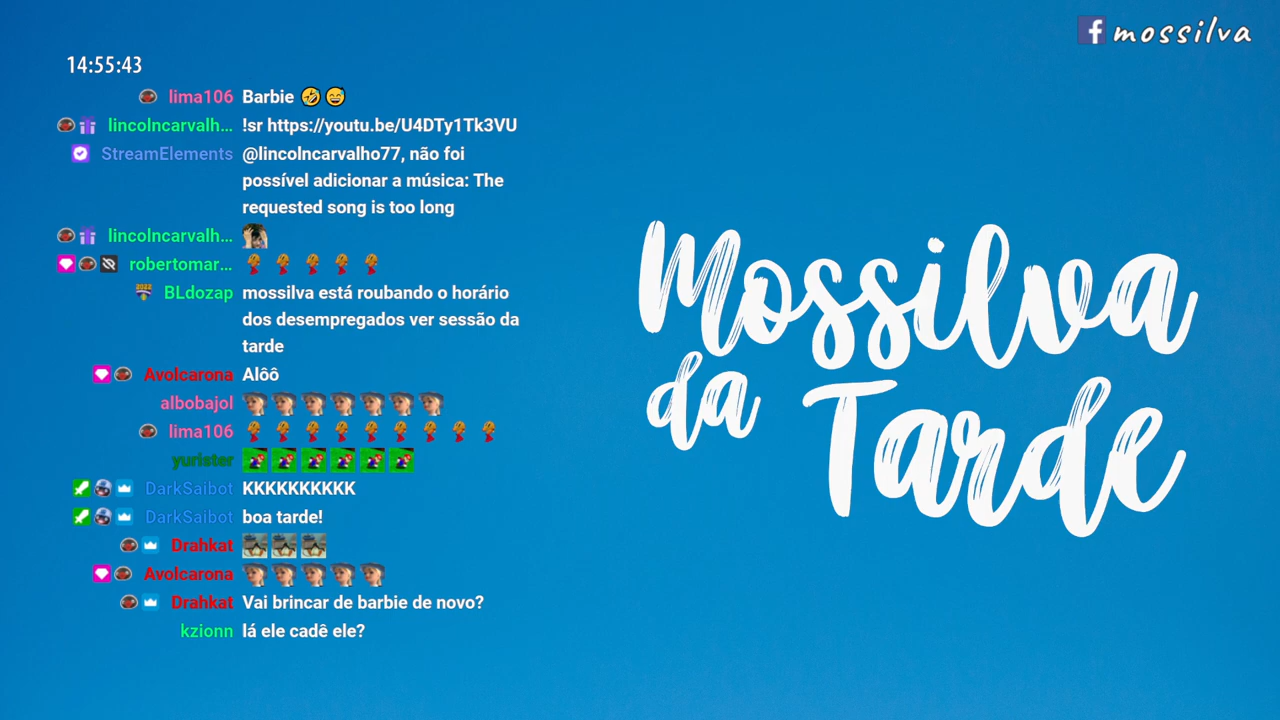 mossilva
14:55:43
lima106 Barbie 🤣😅
lincolncarvalh... !sr https://youtu.be/U4DTy1Tk3VU
StreamElements @lincolncarvalho77, não foi
possível adicionar a música: The
requested song is too long
lincolncarvalh...
robertomar...
BLdozap mossilva está roubando o horário
dos desempregados ver sessão da
tarde
Avolcarona Alôô
albobajol
lima106
yurister
DarkSaibot KKKKKKKKKK
DarkSaibot boa tarde!
Drahkat
Avolcarona
Drahkat Vai brincar de barbie de novo?
kzionn lá ele cadê ele?
Mossilva
da Tarde